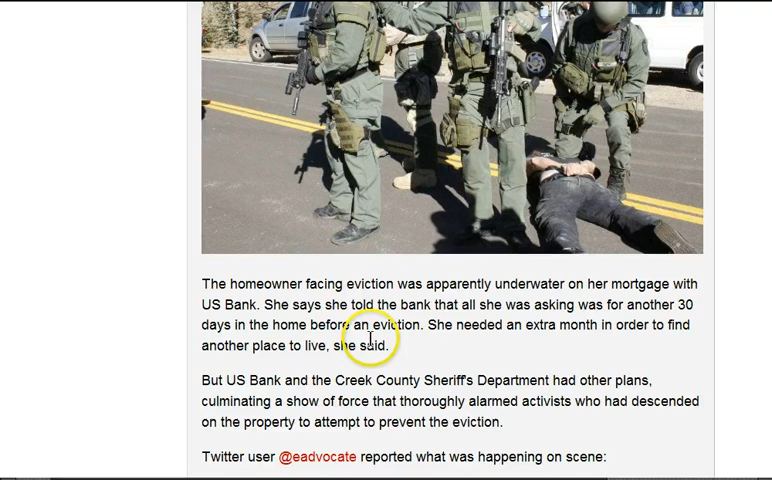 The homeowner facing eviction was apparently underwater on her mortgage with
US Bank. She says she told the bank that all she was asking was for another 30
days in the home before an eviction. She needed an extra month in order to find
another place to live, she said.
But US Bank and the Creek County Sheriff's Department had other plans,
culminating a show of force that thoroughly alarmed activists who had descended
on the property to attempt to prevent the eviction.
Twitter user @eadvocate reported what was happening on scene: